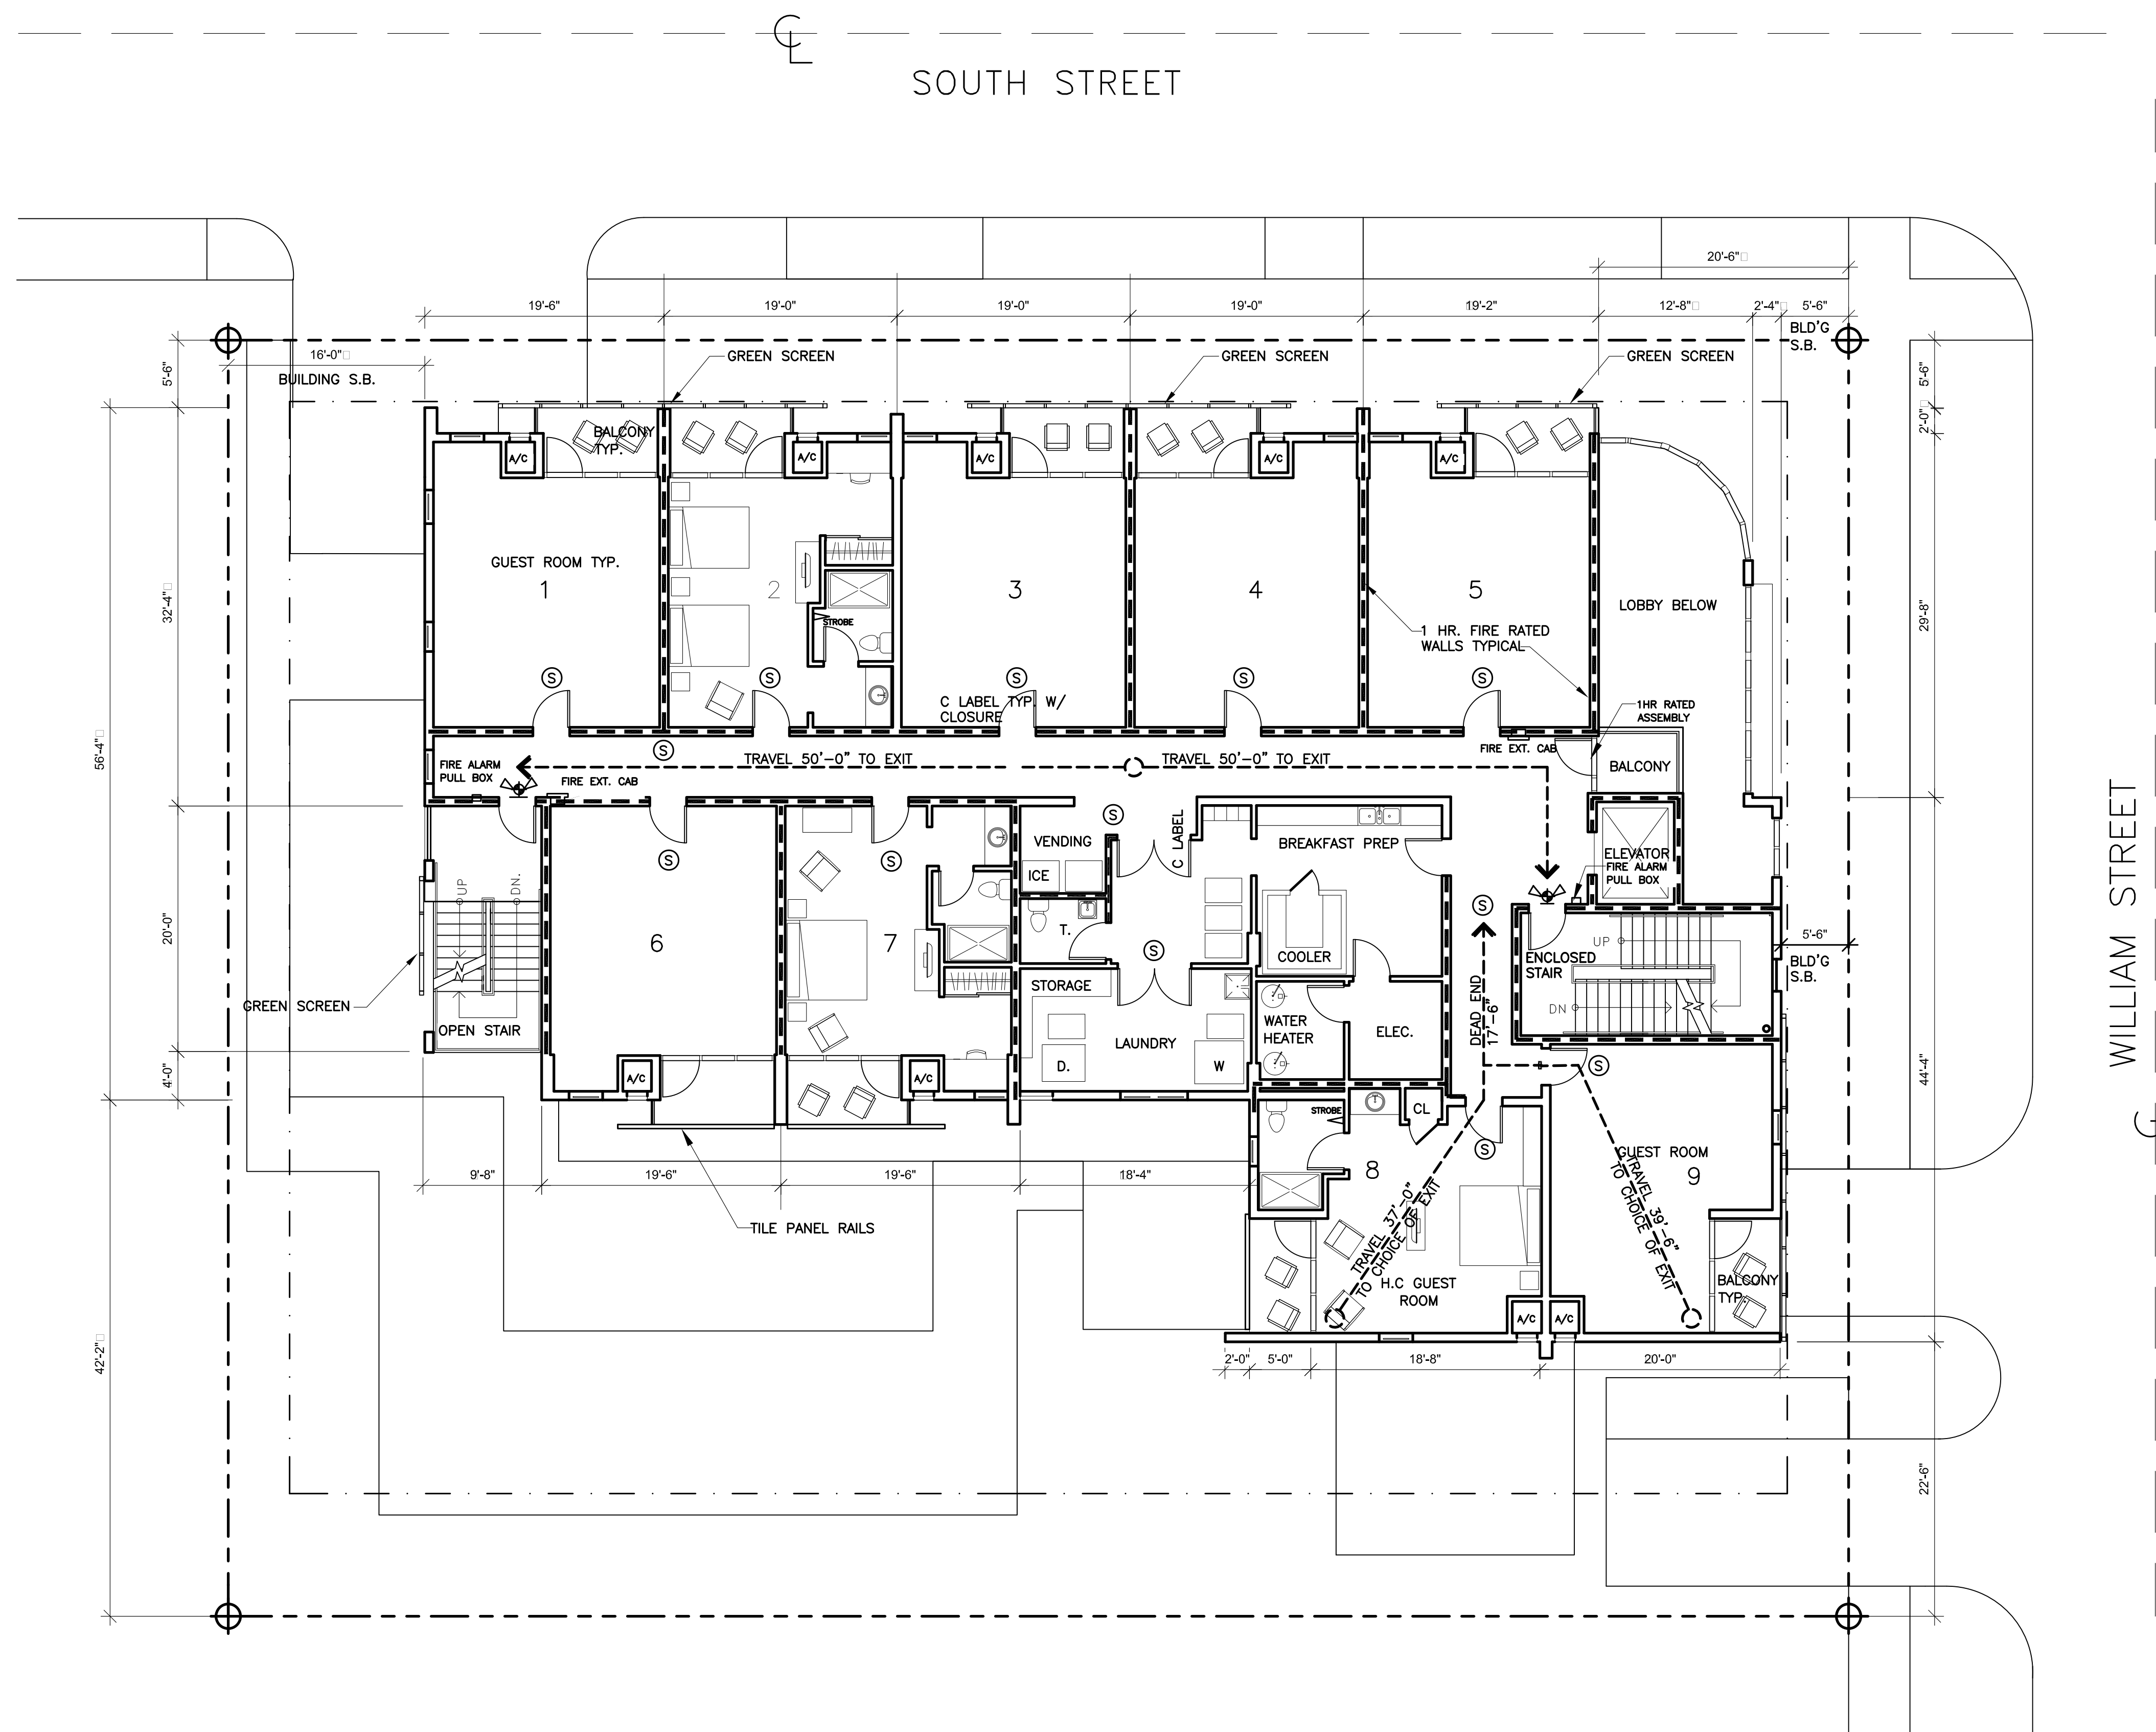 SOUTH STREET
20'-6"
19'-6"
19'-0"
19'-0"
19'-0"
19'-2"
12'-8"
2'-4"
5'-6"
BLD'G
S.B.
16'-0"
BUILDING S.B.
GREEN SCREEN
GREEN SCREEN
GREEN SCREEN
5'-6"
5'-6"
2'-0"
BALCONY
TYP.
A/C
A/C
A/C
A/C
A/C
GUEST ROOM TYP.
1
2
3
4
5
32'-4"
56'-4"
29'-8"
LOBBY BELOW
STROBE
1 HR. FIRE RATED
WALLS TYPICAL
S
S
S
S
S
C LABEL TYP. W/
CLOSURE
1HR RATED
ASSEMBLY
S
TRAVEL 50'-0" TO EXIT
TRAVEL 50'-0" TO EXIT
FIRE EXT. CAB
FIRE ALARM
PULL BOX
FIRE EXT. CAB
BALCONY
WILLIAM STREET
20'-0"
4'-0"
S
S
S
VENDING
ICE
C LABEL
BREAKFAST PREP
ELEVATOR
FIRE ALARM
PULL BOX
UP
DN.
6
7
T.
S
COOLER
S
UP
ENCLOSED
STAIR
DN
5'-6"
BLD'G
S.B.
GREEN SCREEN
OPEN STAIR
STORAGE
LAUNDRY
D.
W
WATER
HEATER
ELEC.
DEAD END
17'-6"
44'-4"
A/C
A/C
S
STROBE
CL
S
9'-8"
19'-6"
19'-6"
18'-4"
8
GUEST ROOM
9
TRAVEL 37'-0"
TO CHOICE OF EXIT
TRAVEL 39'-6"
TO CHOICE OF EXIT
TILE PANEL RAILS
H.C GUEST
ROOM
BALCONY
TYP.
A/C
A/C
2'-0"
5'-0"
18'-8"
20'-0"
42'-2"
22'-6"